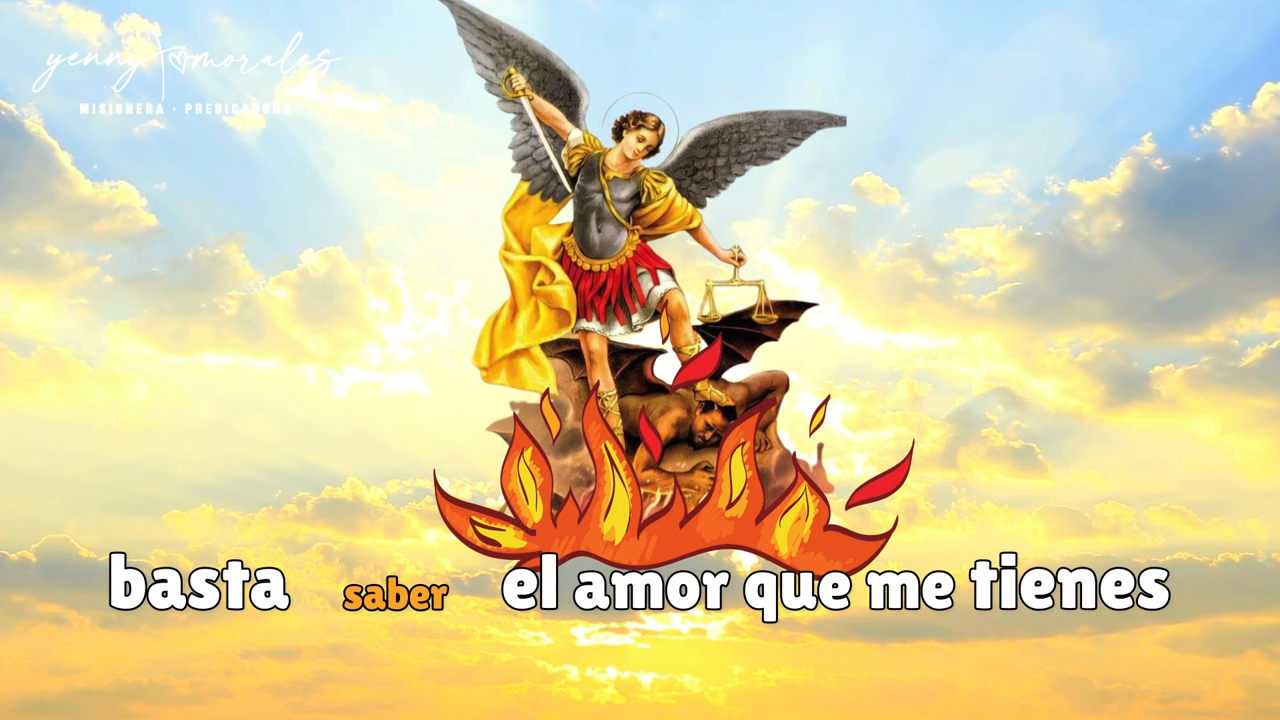 yenny morales
MISIONERA · PREDICADORA
basta saber el amor que me tienes